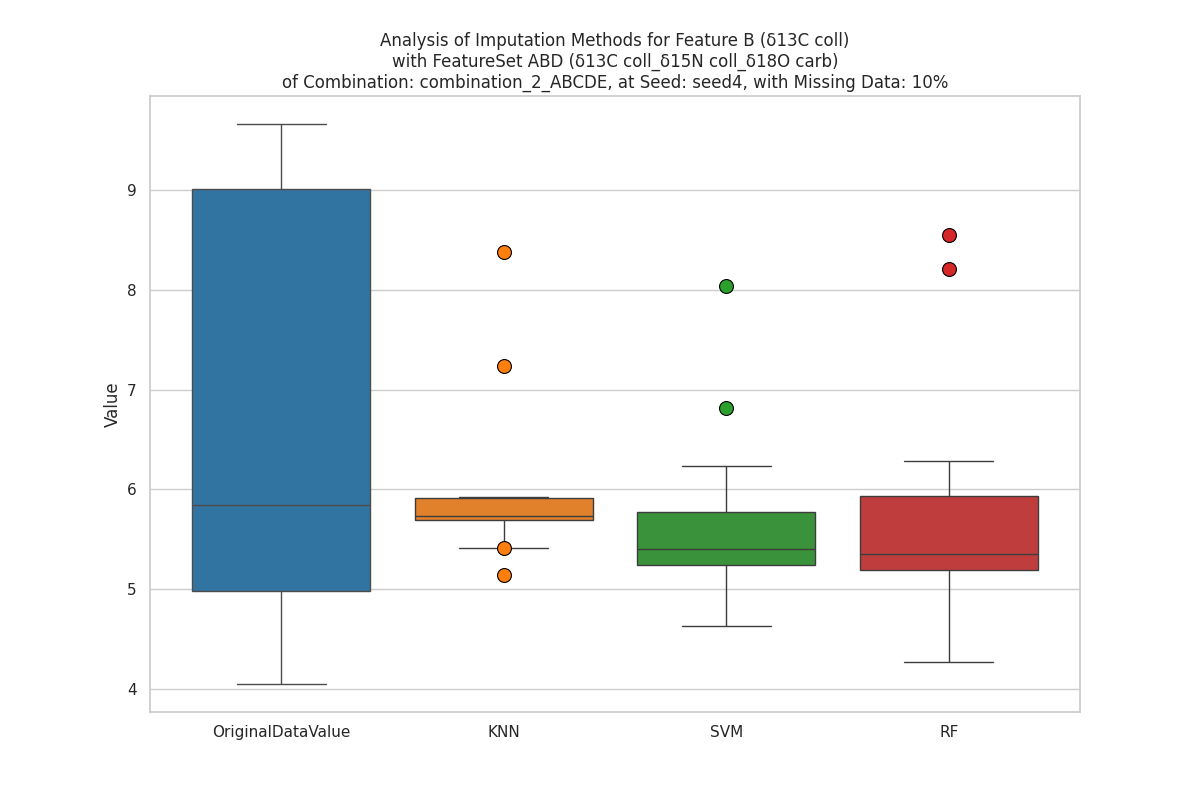 Analysis of Imputation Methods for Feature B (δ13C coll)
with FeatureSet ABD (δ13C coll_δ15N coll_δ18O carb)
of Combination: combination_2_ABCDE, at Seed: seed4, with Missing Data: 10%
Value
9
8
7
6
5
4
OriginalDataValue
KNN
SVM
RF